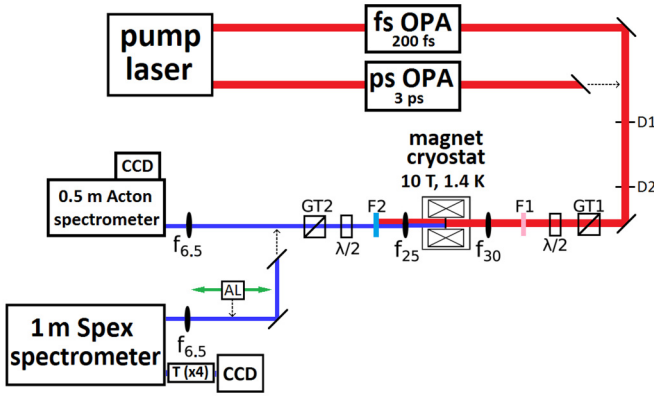 pump
laser
fs OPA
200 fs
ps OPA
3 ps
D1
D2
magnet
cryostat
10 T, 1.4 K
CCD
0.5 m Acton
spectrometer
f6.5
GT2
λ/2
F2
f25
f30
F1
λ/2
GT1
AL
1 m Spex
spectrometer
f6.5
T (x4)
CCD